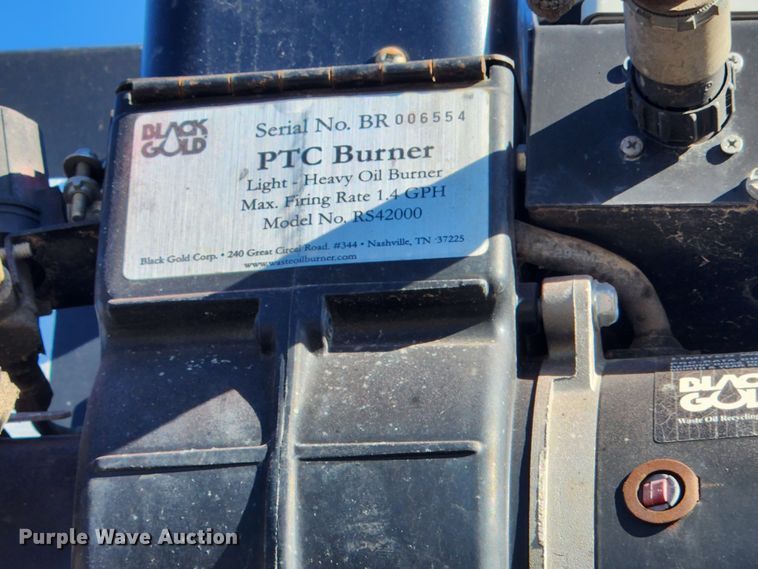 BLACK
GOLD
Serial No. BR 006554
PTC Burner
Light - Heavy Oil Burner
Max. Firing Rate 1.4 GPH
Model No. RS42000
Black Gold Corp. • 240 Great Circel Road. #344 • Nashville, TN •37225
www.wasteoilburner.com
BLACK
GOLD
Waste Oil Recycling
Purple Wave Auction